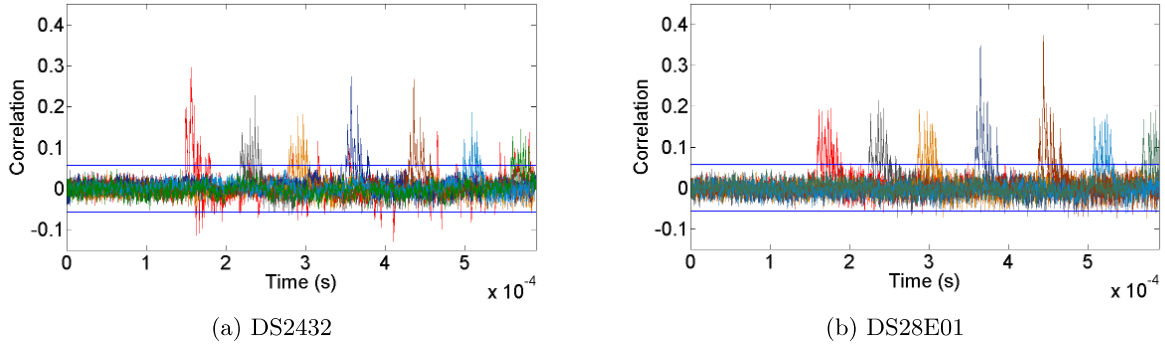 0.4
0.3
0.2
0.1
0
-0.1
Correlation
0 1 2 3 4 5
Time (s)
x 10^-4
(a) DS2432
0.4
0.3
0.2
0.1
0
-0.1
Correlation
0 1 2 3 4 5
Time (s)
x 10^-4
(b) DS28E01